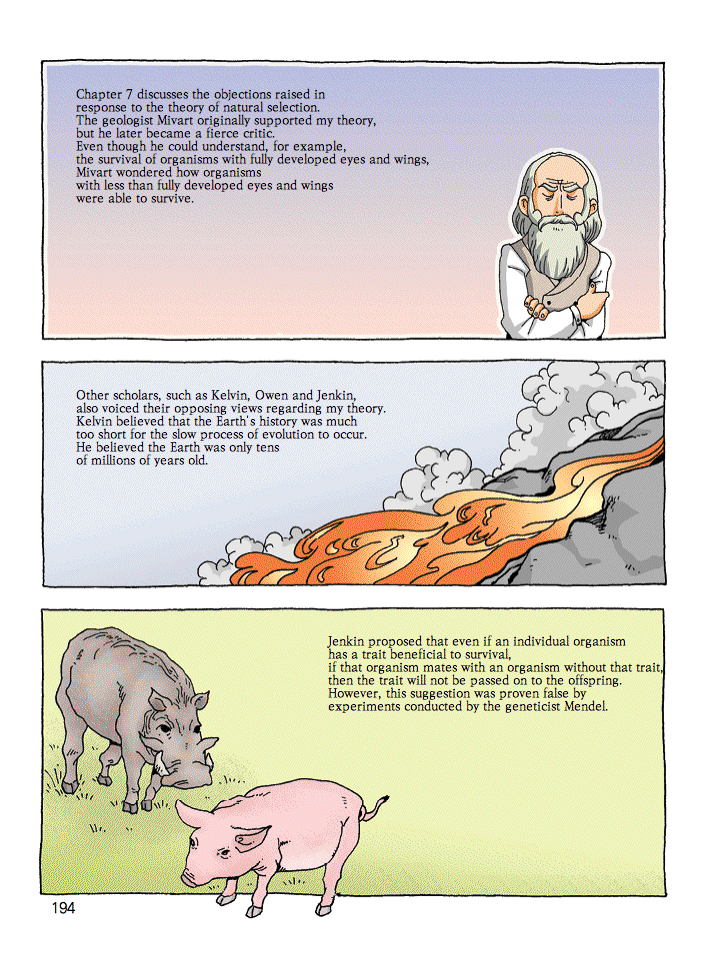 Chapter 7 discusses the objections raised in
response to the theory of natural selection.
The geologist Mivart originally supported my theory,
but he later became a fierce critic.
Even though he could understand, for example,
the survival of organisms with fully developed eyes and wings,
Mivart wondered how organisms
with less than fully developed eyes and wings
were able to survive.
Other scholars, such as Kelvin, Owen and Jenkin,
also voiced their opposing views regarding my theory.
Kelvin believed that the Earth's history was much
too short for the slow process of evolution to occur.
He believed the Earth was only tens
of millions of years old.
Jenkin proposed that even if an individual organism
has a trait beneficial to survival,
if that organism mates with an organism without that trait,
then the trait will not be passed on to the offspring.
However, this suggestion was proven false by
experiments conducted by the geneticist Mendel.
194